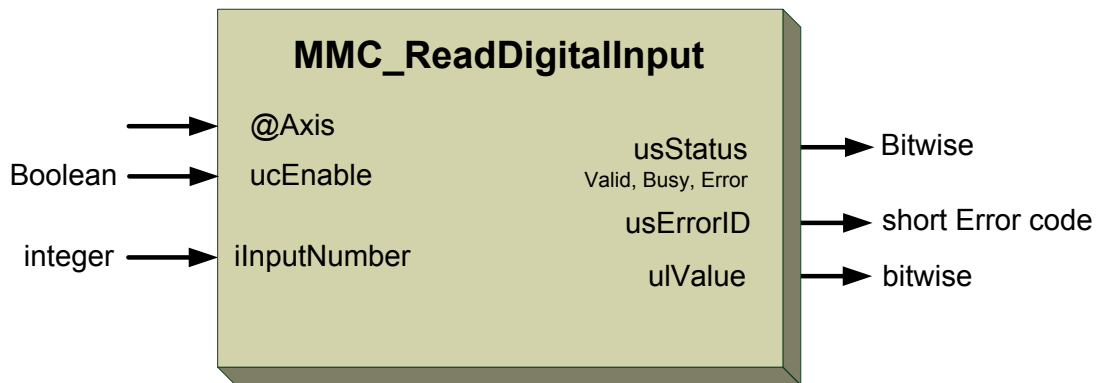 MMC_ReadDigitalInput
@Axis
Boolean
ucEnable
integer
iInputNumber
usStatus
Bitwise
Valid, Busy, Error
usErrorID
short Error code
ulValue
bitwise